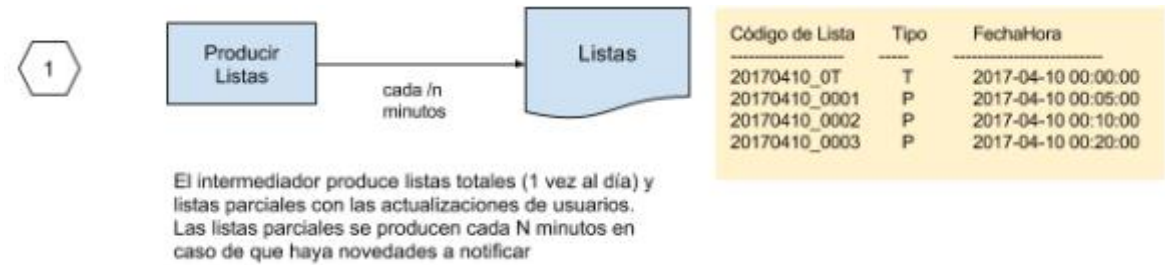 1
Producir
Listas
cada /n
minutos
Listas
Código de Lista Tipo FechaHora
-------------------- ----- --------------------------
20170410_0T T 2017-04-10 00:00:00
20170410_0001 P 2017-04-10 00:05:00
20170410_0002 P 2017-04-10 00:10:00
20170410_0003 P 2017-04-10 00:20:00
El intermediador produce listas totales (1 vez al día) y
listas parciales con las actualizaciones de usuarios.
Las listas parciales se producen cada N minutos en
caso de que haya novedades a notificar